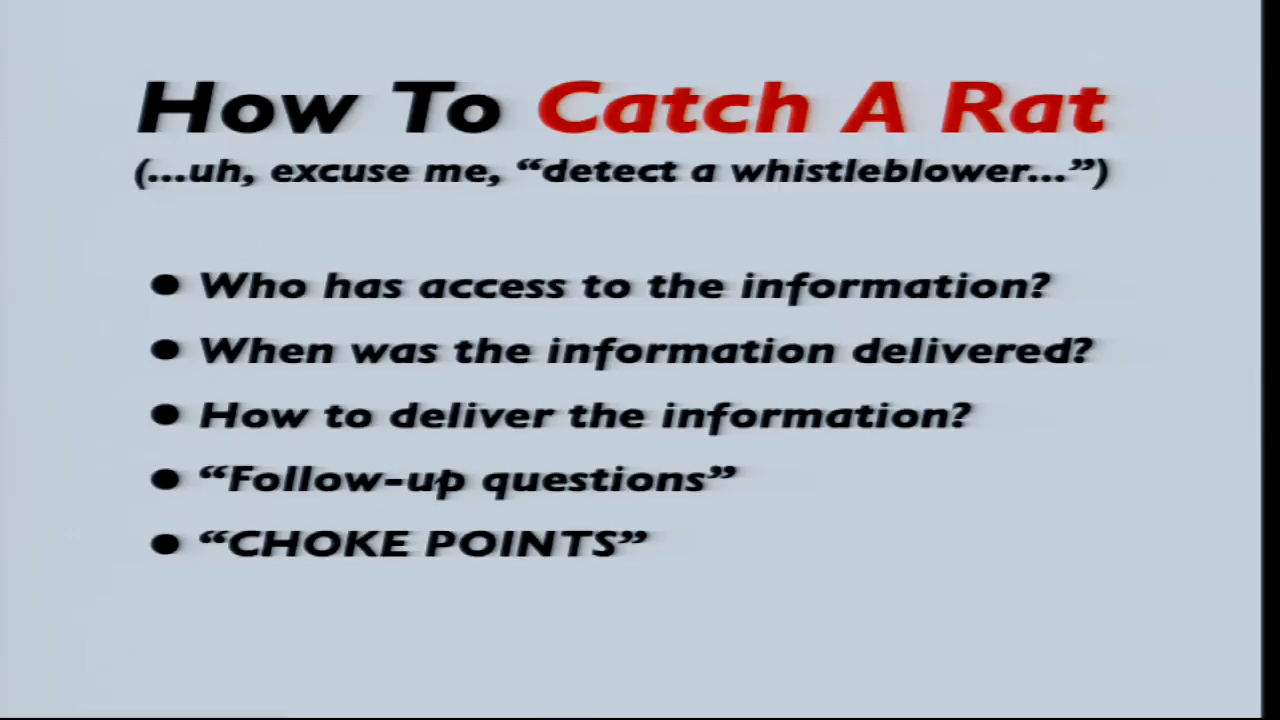 How To Catch A Rat
(...uh, excuse me, “detect a whistleblower...”)
● Who has access to the information?
● When was the information delivered?
● How to deliver the information?
● “Follow-up questions”
● “CHOKE POINTS”